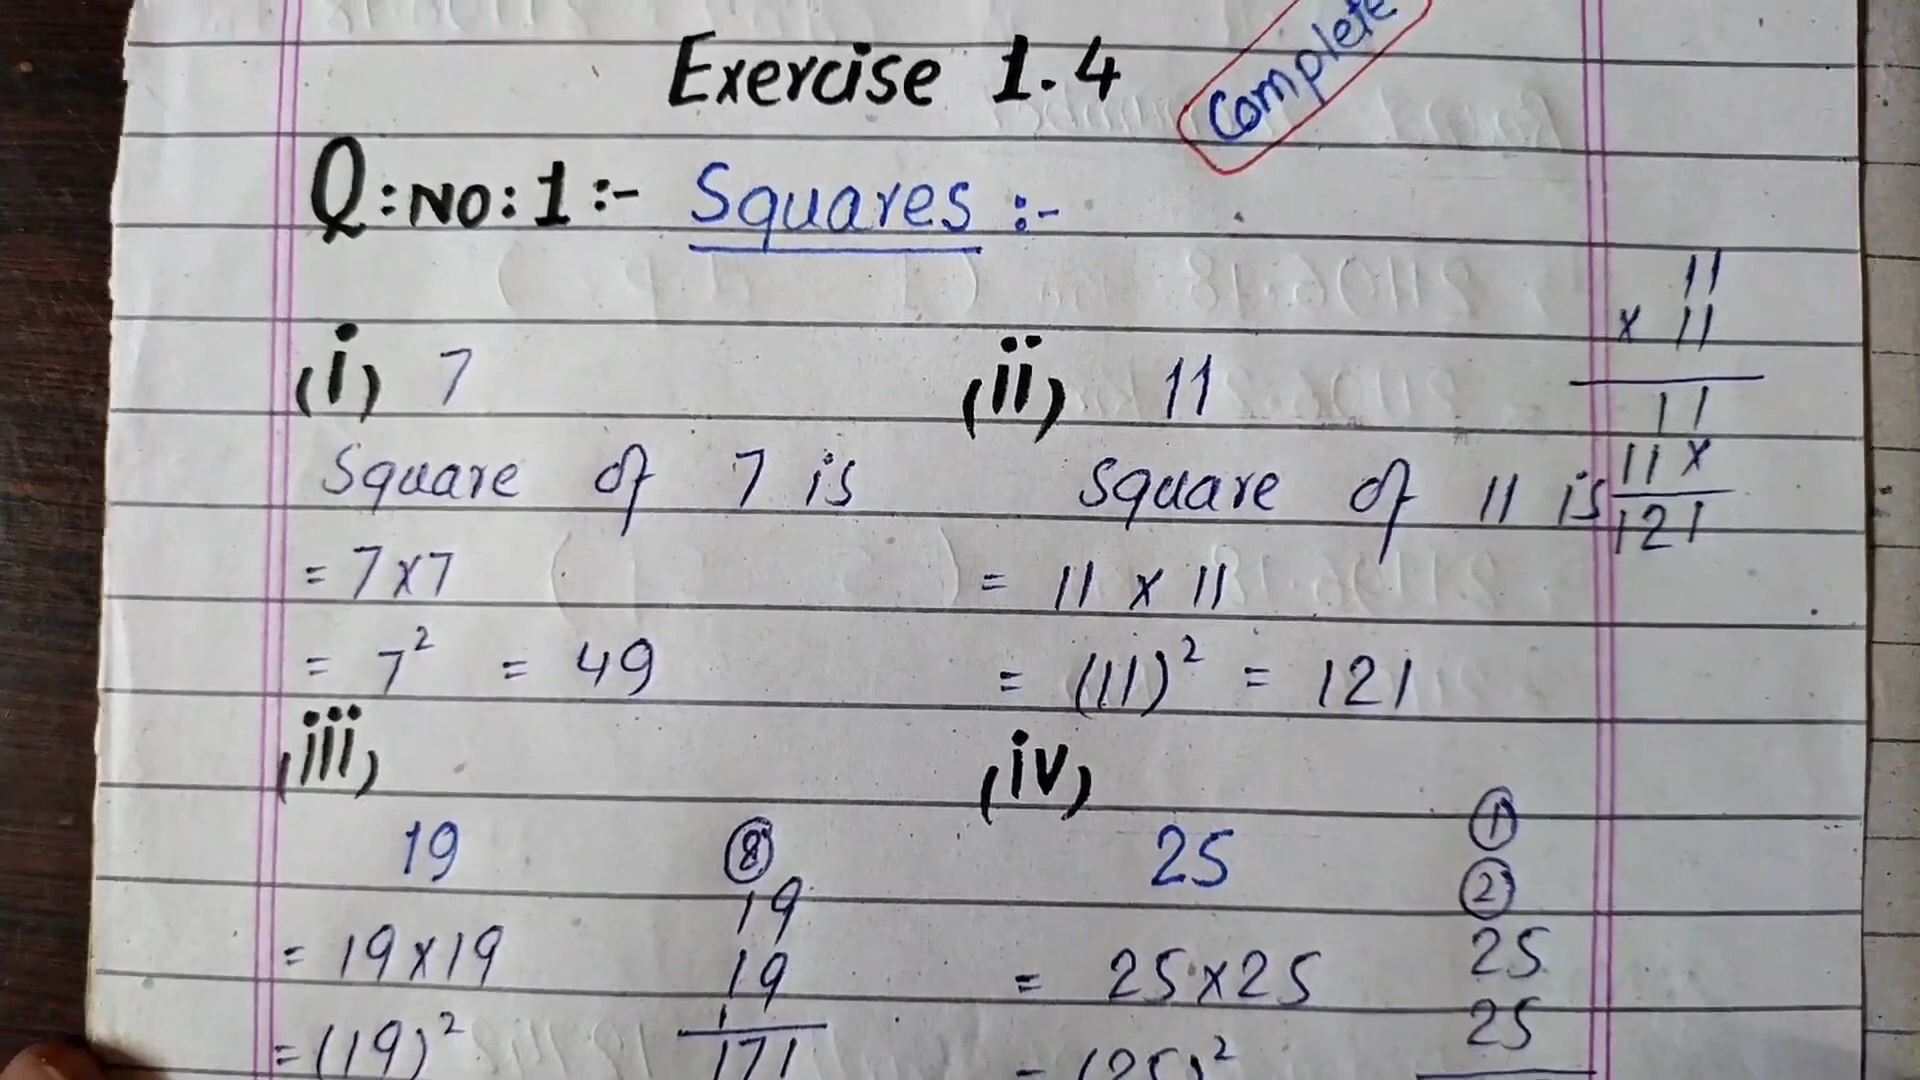 Exercise 1.4
Complete
Q:NO:1:- Squares :-
(i) 7
Square of 7 is
= 7x7
= 7² = 49
(ii) 11
Square of 11 is
= 11 x 11
= (11)² = 121
11
x 11
11
11 x
121
(iii)
19
= 19x19
= (19)²
8
19
19
171
(iv)
25
= 25x25
= (25)²
1
2
25
25